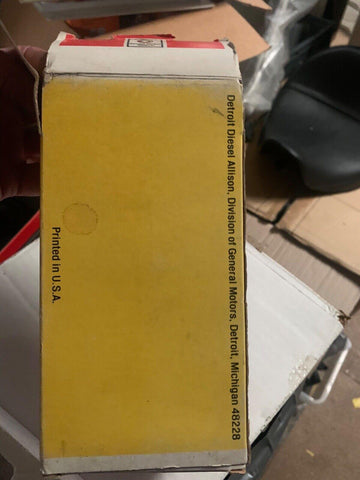 Detroit Diesel Allison, Division of General Motors, Detroit, Michigan 48228
Printed in U.S.A.